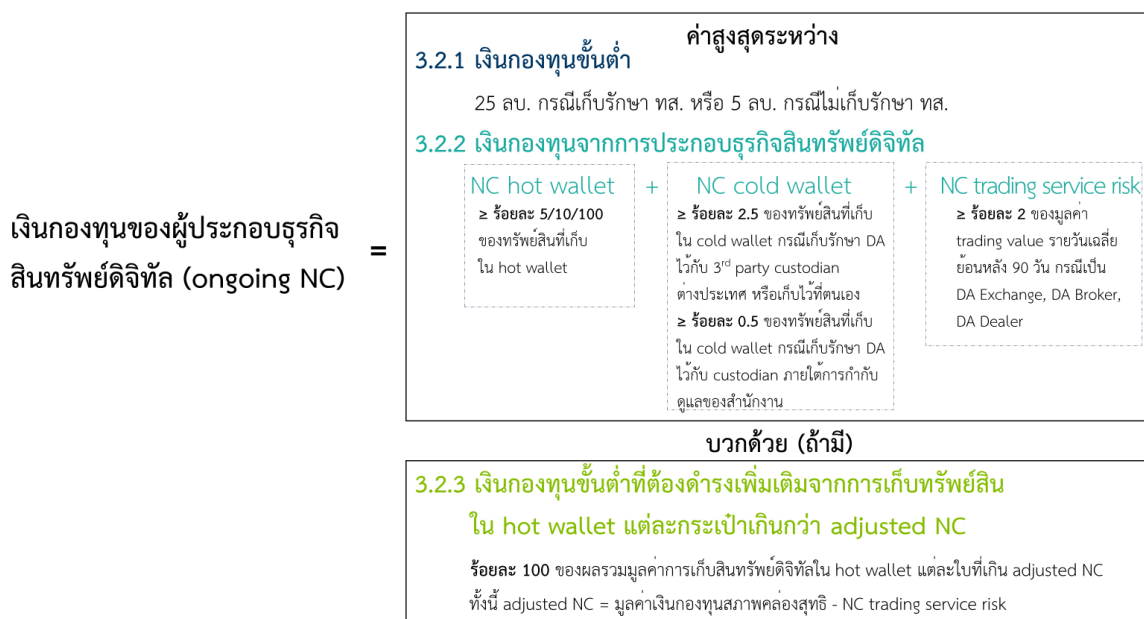 ค่าสูงสุดระหว่าง
3.2.1 เงินกองทุนขั้นต่ำ
25 ลบ. กรณีเก็บรักษา ทส. หรือ 5 ลบ. กรณีไม่เก็บรักษา ทส.
3.2.2 เงินกองทุนจากการประกอบธุรกิจสินทรัพย์ดิจิทัล
NC hot wallet
≥ ร้อยละ 5/10/100
ของทรัพย์สินที่เก็บ
ใน hot wallet
+
NC cold wallet
≥ ร้อยละ 2.5 ของทรัพย์สินที่เก็บ
ใน cold wallet กรณีเก็บรักษา DA
ไว้กับ 3rd party custodian
ต่างประเทศ หรือเก็บไว้ที่ตนเอง
≥ ร้อยละ 0.5 ของทรัพย์สินที่เก็บ
ใน cold wallet กรณีเก็บรักษา DA
ไว้กับ custodian ภายใต้การกำกับ
ดูแลของสำนักงาน
+
NC trading service risk
≥ ร้อยละ 2 ของมูลค่า
trading value รายวันเฉลี่ย
ย้อนหลัง 90 วัน กรณีเป็น
DA Exchange, DA Broker,
DA Dealer
เงินกองทุนของผู้ประกอบธุรกิจ
สินทรัพย์ดิจิทัล (ongoing NC)
=
บวกด้วย (ถ้ามี)
3.2.3 เงินกองทุนขั้นต่ำที่ต้องดำรงเพิ่มเติมจากการเก็บทรัพย์สิน
ใน hot wallet แต่ละกระเป๋าเกินกว่า adjusted NC
ร้อยละ 100 ของผลรวมมูลค่าการเก็บสินทรัพย์ดิจิทัลใน hot wallet แต่ละใบที่เกิน adjusted NC
ทั้งนี้ adjusted NC = มูลค่าเงินกองทุนสภาพคล่องสุทธิ - NC trading service risk